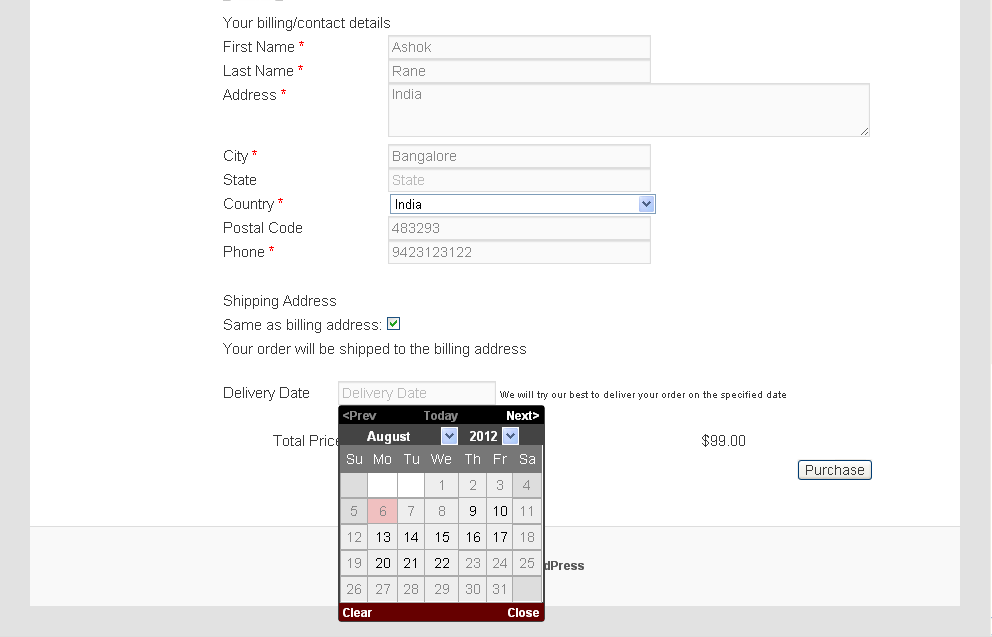 Your billing/contact details
First Name * Ashok
Last Name * Rane
Address * India
City * Bangalore
State State
Country * India
Postal Code 483293
Phone * 9423123122
Shipping Address
Same as billing address:
Your order will be shipped to the billing address
Delivery Date Delivery Date We will try our best to deliver your order on the specified date
<Prev Today Next>
Total Price $99.00
August 2012
Su Mo Tu We Th Fr Sa
Purchase
1 2 3 4
5 6 7 8 9 10 11
12 13 14 15 16 17 18
19 20 21 22 23 24 25
dPress
26 27 28 29 30 31
Clear Close